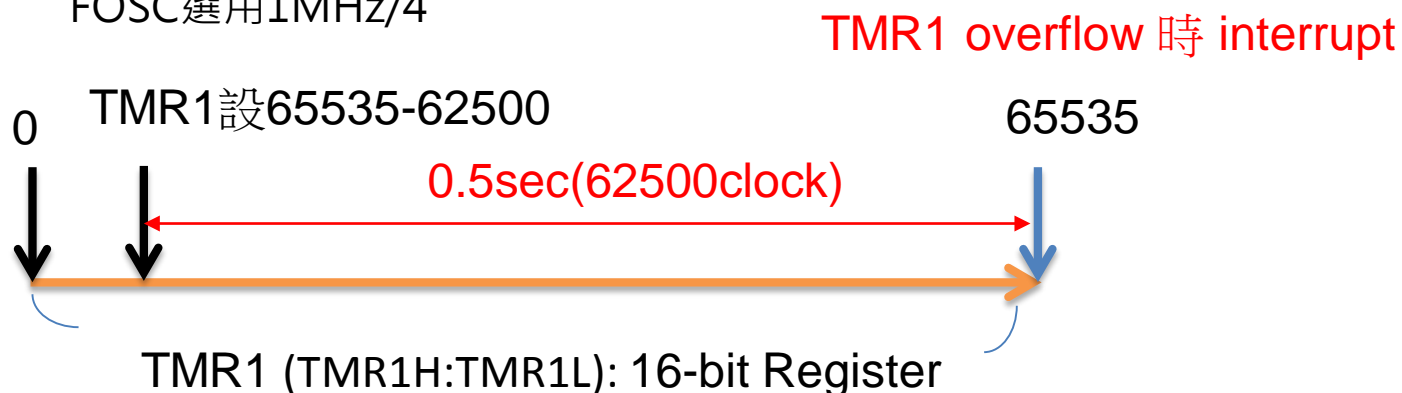 FOSC選用1MHz/4
TMR1 overflow 時 interrupt
0
TMR1設65535-62500
65535
0.5sec(62500clock)
TMR1 (TMR1H:TMR1L): 16-bit Register